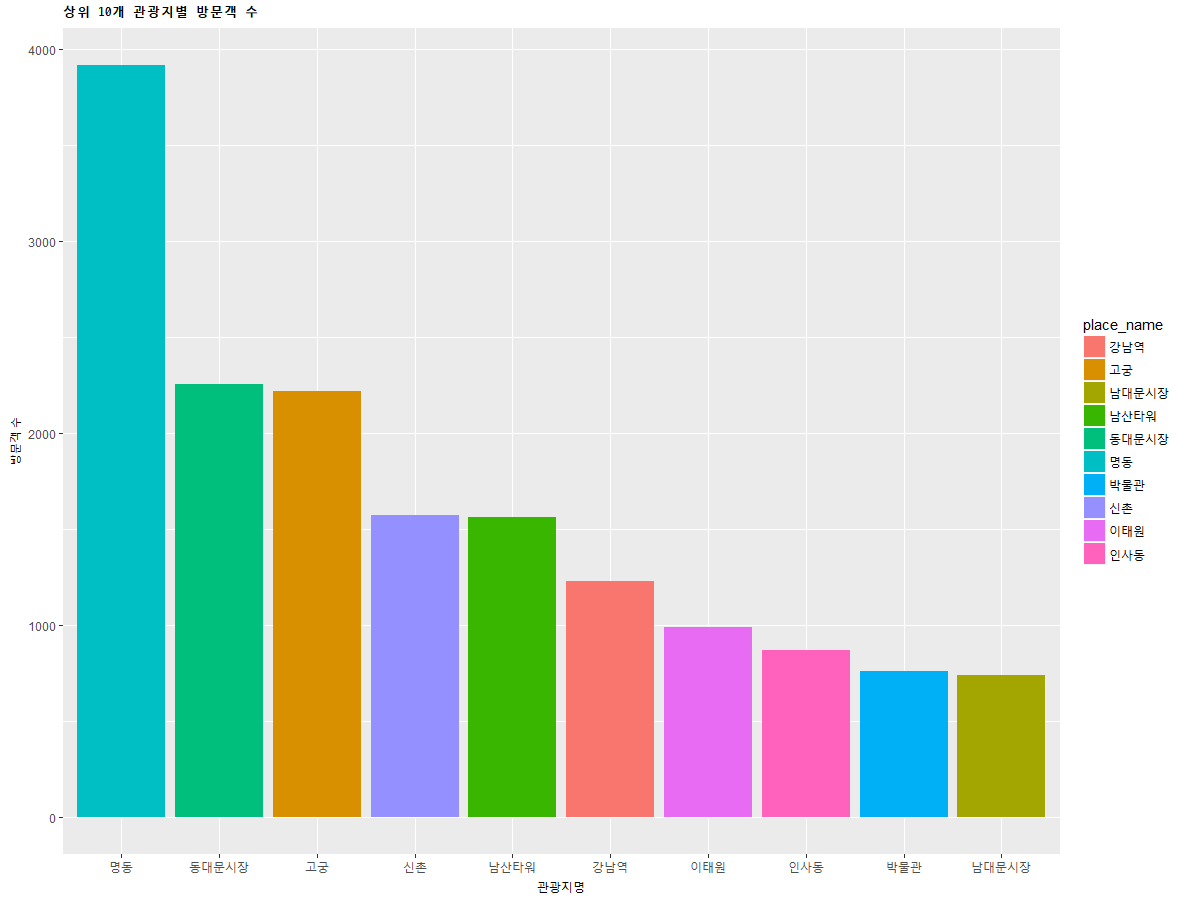 상위 10개 관광지별 방문객 수
방문객 수
4000
3000
2000
1000
0
명동 동대문시장 고궁 신촌 남산타워 강남역 이태원 인사동 박물관 남대문시장
관광지명
place_name
강남역
고궁
남대문시장
남산타워
동대문시장
명동
박물관
신촌
이태원
인사동